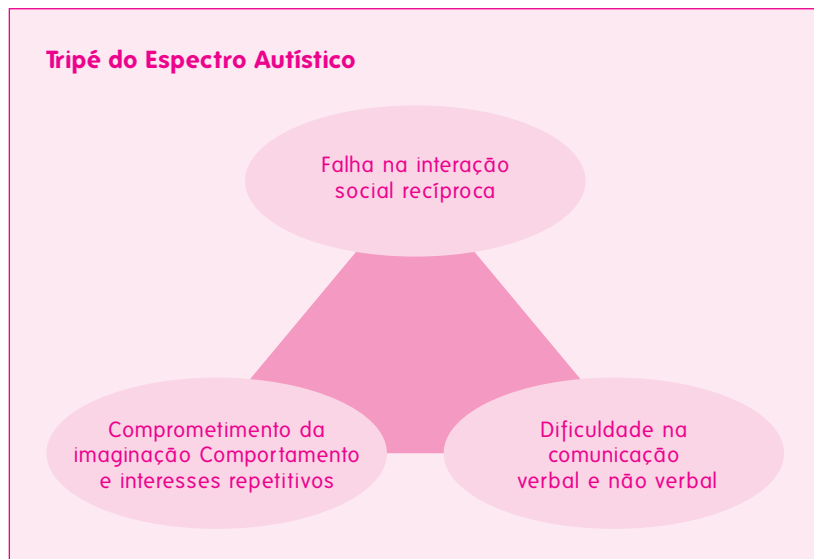 Tripé do Espectro Autístico
Falha na interação
social recíproca
Comprometimento da
imaginação Comportamento
e interesses repetitivos
Dificuldade na
comunicação
verbal e não verbal